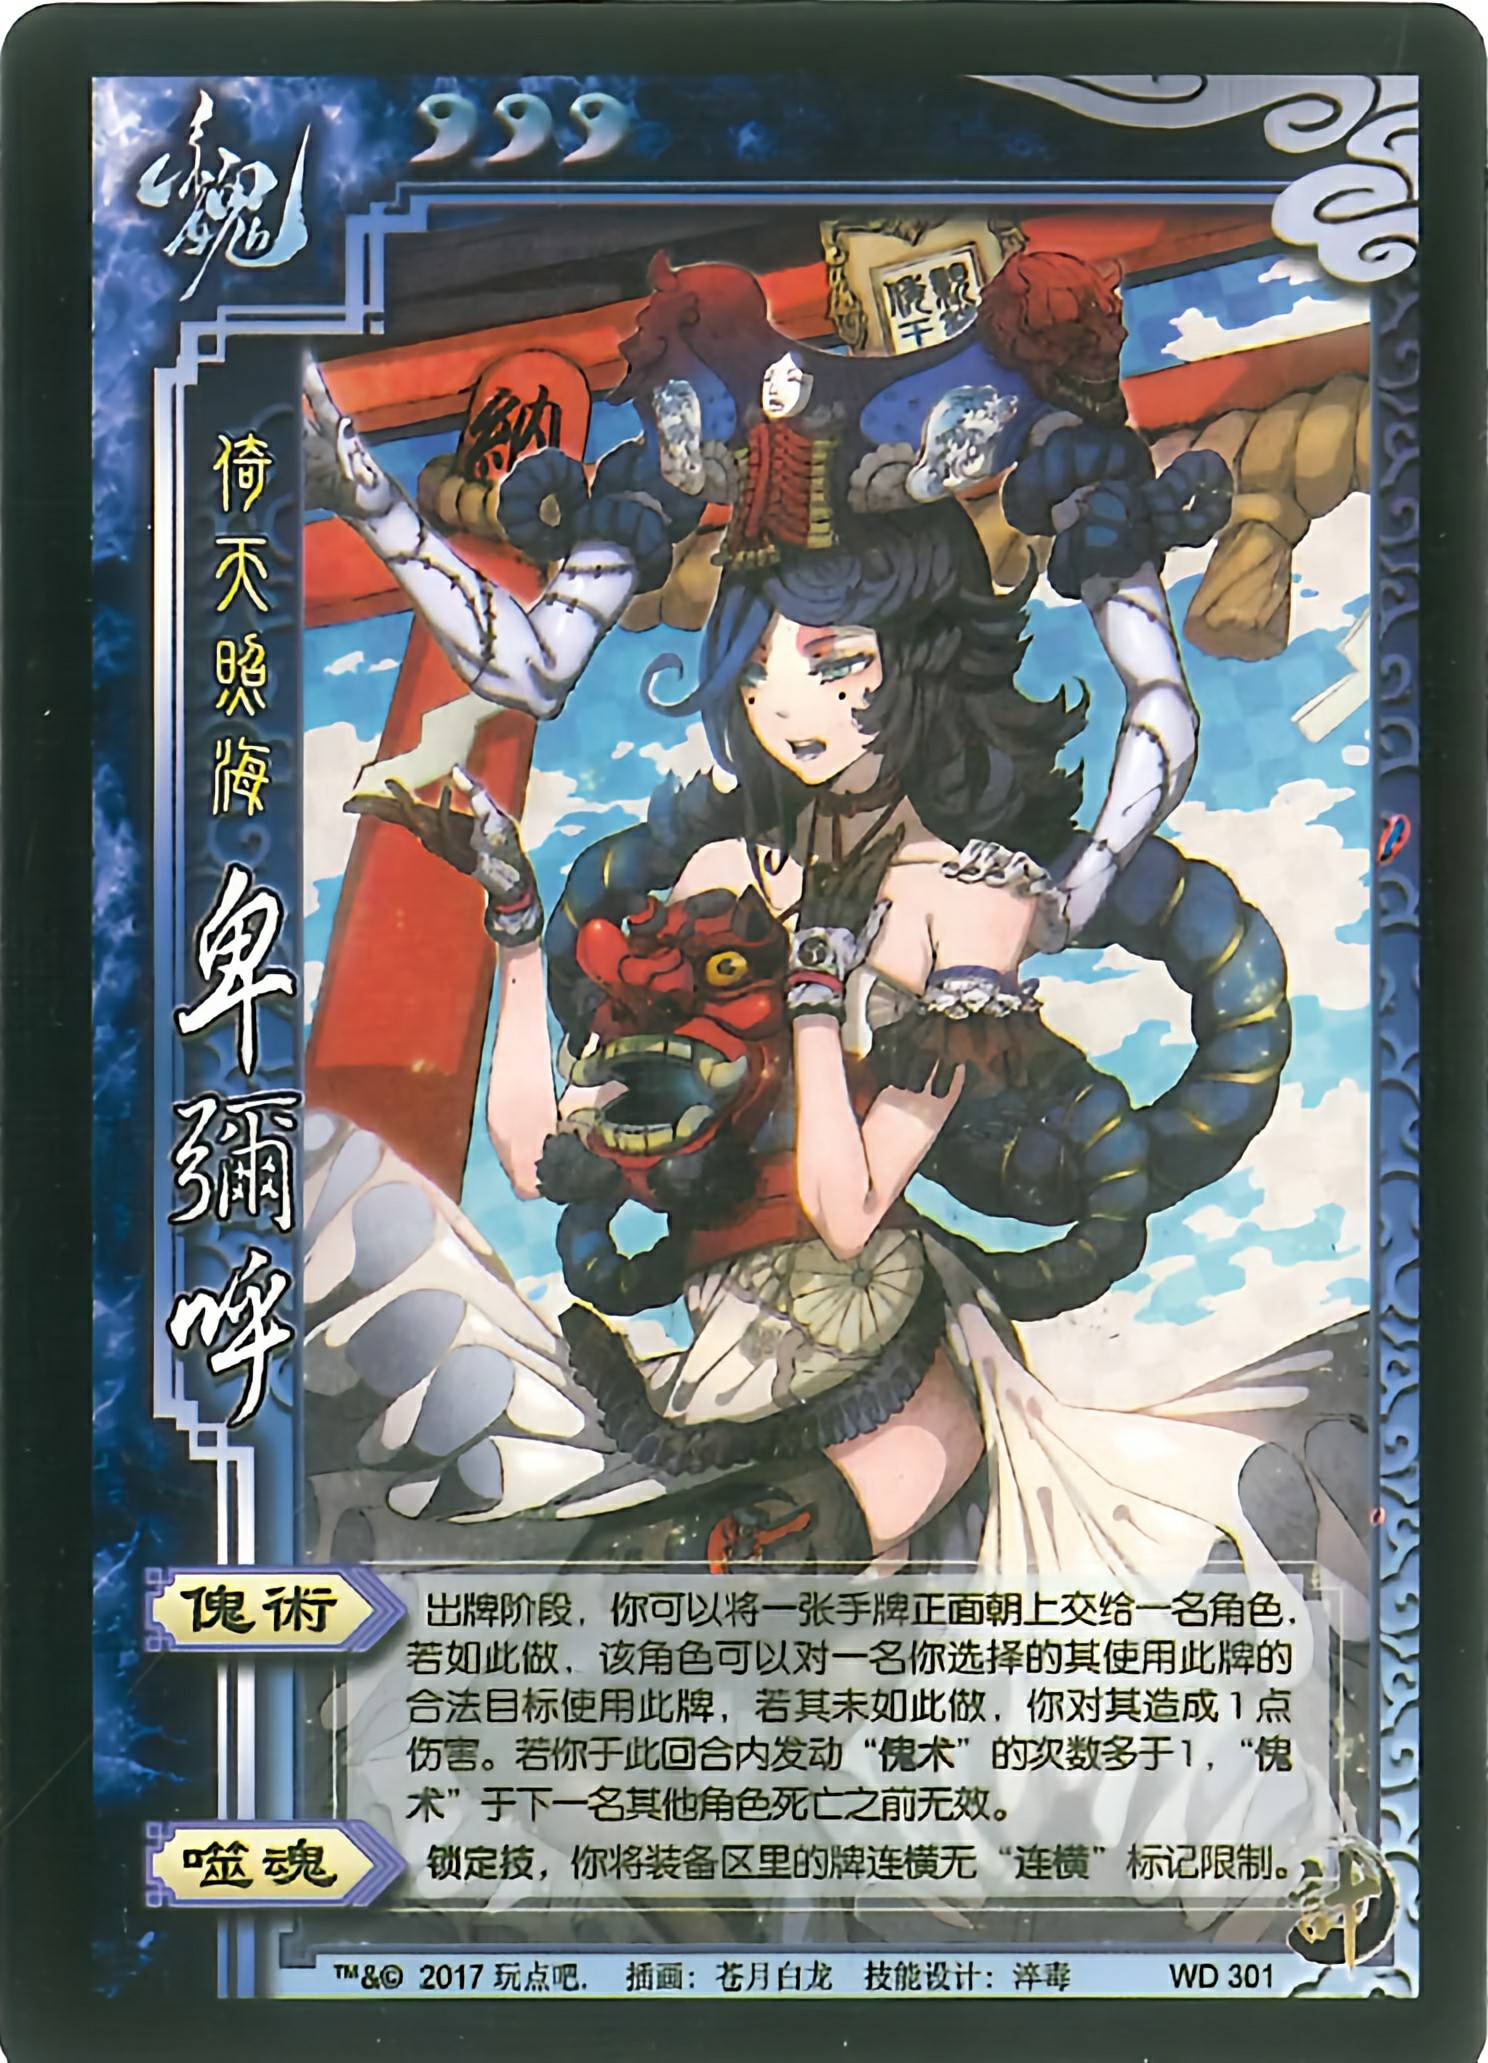 魏
納
倚天照海
卑彌呼
傀術
出牌阶段，你可以将一张手牌正面朝上交给一名角色，
若如此做，该角色可以对一名你选择的其使用此牌的
合法目标使用此牌，若其未如此做，你对其造成1点
伤害。若你于此回合内发动“傀术”的次数多于1，“傀
术”于下一名其他角色死亡之前无效。
噬魂
锁定技，你将装备区里的牌连横无“连横”标记限制。
計
™&© 2017 玩点吧． 插画：苍月白龙 技能设计：淬毒 WD 301